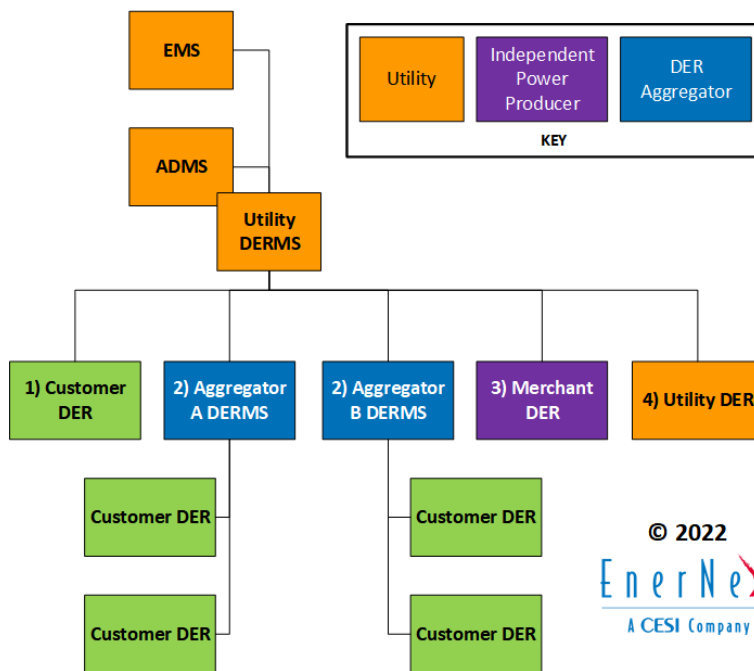 EMS
ADMS
Utility
DERMS
Utility
Independent
Power
Producer
DER
Aggregator
KEY
1) Customer
DER
2) Aggregator
A DERMS
2) Aggregator
B DERMS
3) Merchant
DER
4) Utility DER
Customer DER
Customer DER
Customer DER
Customer DER
© 2022
EnerNe
A CESI Company